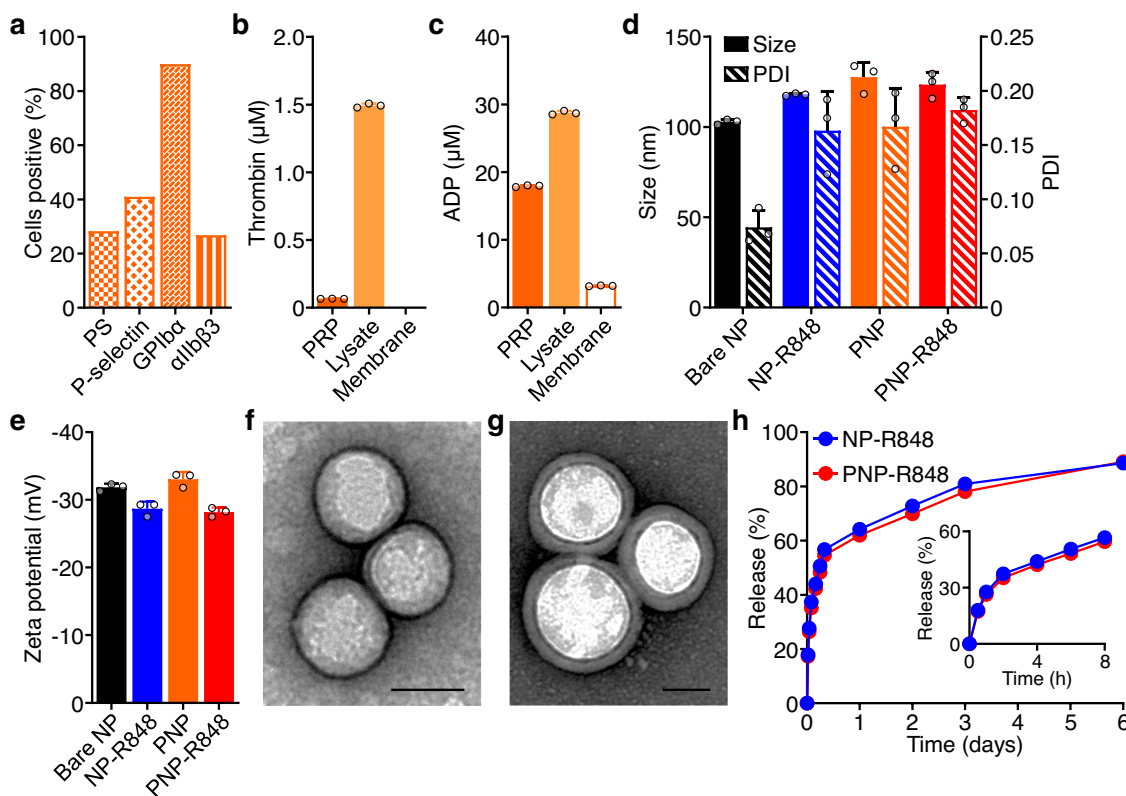 a
Cells positive (%)
100
80
60
40
20
0
PS
P-selectin
GPIbα
αIIbβ3
b
Thrombin (μM)
2.0
1.5
1.0
0.5
0
PRP
Lysate
Membrane
c
ADP (μM)
40
30
20
10
0
PRP
Lysate
Membrane
d
Size (nm)
150
100
50
0
Size
PDI
0.25
0.20
0.15
0.10
0.05
0
PDI
Bare NP
NP-R848
PNP
PNP-R848
e
Zeta potential (mV)
-40
-30
-20
-10
0
Bare NP
NP-R848
PNP
PNP-R848
f
g
h
Release (%)
100
80
60
40
20
0
NP-R848
PNP-R848
0 1 2 3 4 5 6
Time (days)
Release (%)
60
30
0
0 4 8
Time (h)